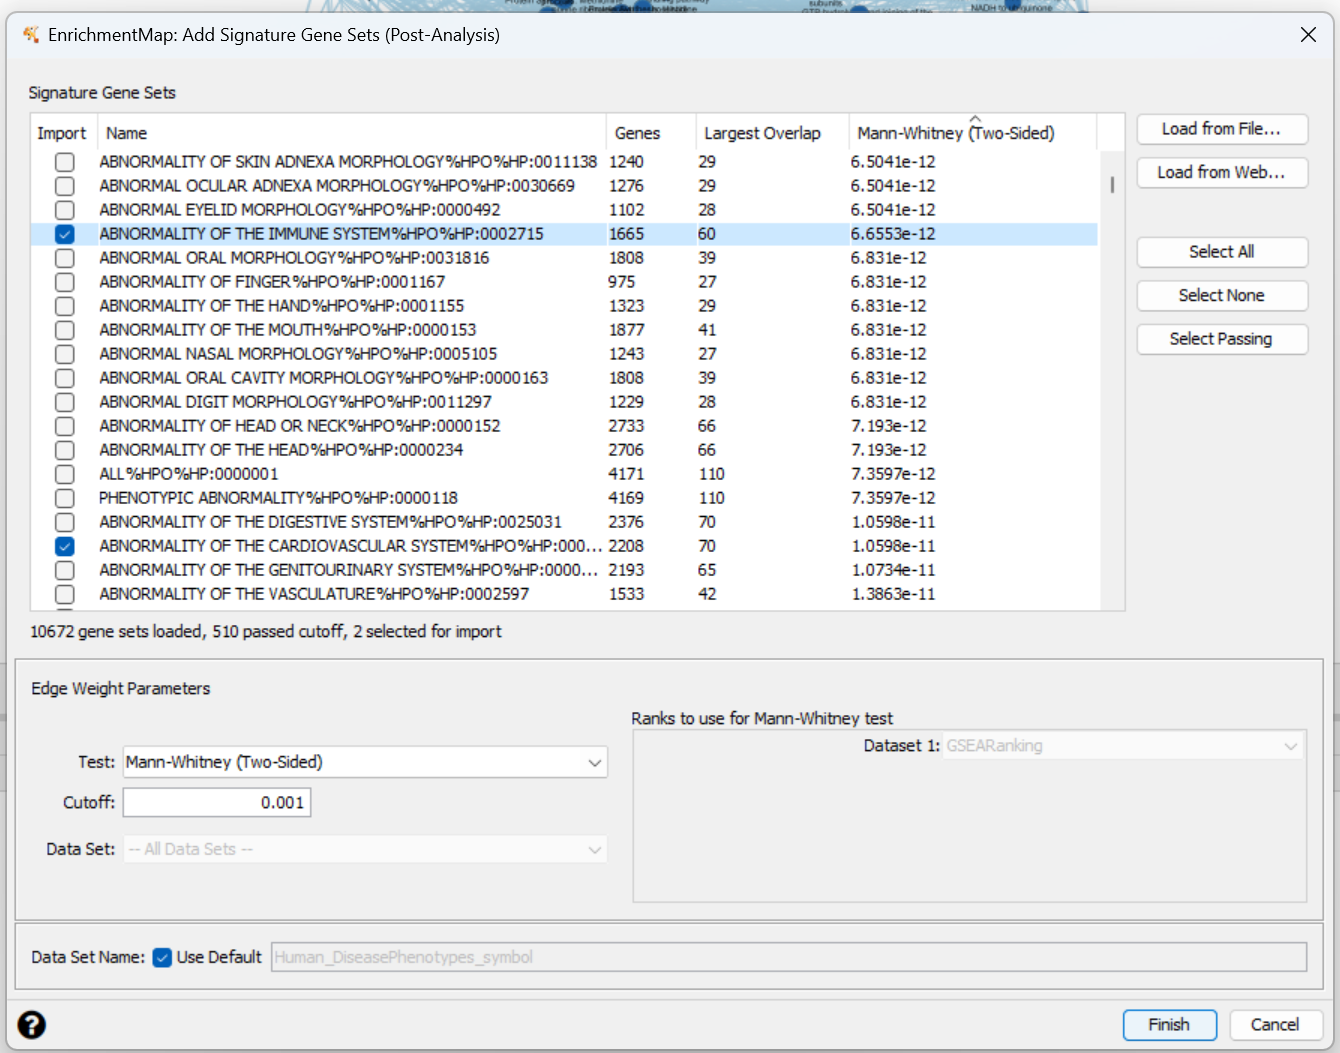 subunits
NADH to ubiquinone
EnrichmentMap: Add Signature Gene Sets (Post-Analysis)
Signature Gene Sets
Import Name Genes Largest Overlap Mann-Whitney (Two-Sided)
ABNORMALITY OF SKIN ADNEXA MORPHOLOGY%HPO%HP:0011138 1240 29 6.5041e-12
ABNORMAL OCULAR ADNEXA MORPHOLOGY%HPO%HP:0030669 1276 29 6.5041e-12
ABNORMAL EYELID MORPHOLOGY%HPO%HP:0000492 1102 28 6.5041e-12
ABNORMALITY OF THE IMMUNE SYSTEM%HPO%HP:0002715 1665 60 6.6553e-12
ABNORMAL ORAL MORPHOLOGY%HPO%HP:0031816 1808 39 6.831e-12
ABNORMALITY OF FINGER%HPO%HP:0001167 975 27 6.831e-12
ABNORMALITY OF THE HAND%HPO%HP:0001155 1323 29 6.831e-12
ABNORMALITY OF THE MOUTH%HPO%HP:0000153 1877 41 6.831e-12
ABNORMAL NASAL MORPHOLOGY%HPO%HP:0005105 1243 27 6.831e-12
ABNORMAL ORAL CAVITY MORPHOLOGY%HPO%HP:0000163 1808 39 6.831e-12
ABNORMAL DIGIT MORPHOLOGY%HPO%HP:0011297 1229 28 6.831e-12
ABNORMALITY OF HEAD OR NECK%HPO%HP:0000152 2733 66 7.193e-12
ABNORMALITY OF THE HEAD%HPO%HP:0000234 2706 66 7.193e-12
ALL%HPO%HP:0000001 4171 110 7.3597e-12
PHENOTYPIC ABNORMALITY%HPO%HP:0000118 4169 110 7.3597e-12
ABNORMALITY OF THE DIGESTIVE SYSTEM%HPO%HP:0025031 2376 70 1.0598e-11
ABNORMALITY OF THE CARDIOVASCULAR SYSTEM%HPO%HP:000... 2208 70 1.0598e-11
ABNORMALITY OF THE GENITOURINARY SYSTEM%HPO%HP:0000... 2193 65 1.0734e-11
ABNORMALITY OF THE VASCULATURE%HPO%HP:0002597 1533 42 1.3863e-11
Load from File...
Load from Web...
Select All
Select None
Select Passing
10672 gene sets loaded, 510 passed cutoff, 2 selected for import
Edge Weight Parameters
Test: Mann-Whitney (Two-Sided)
Cutoff: 0.001
Data Set: -- All Data Sets --
Ranks to use for Mann-Whitney test
Dataset 1: GSEARanking
Data Set Name: Use Default Human_DiseasePhenotypes_symbol
?
Finish
Cancel